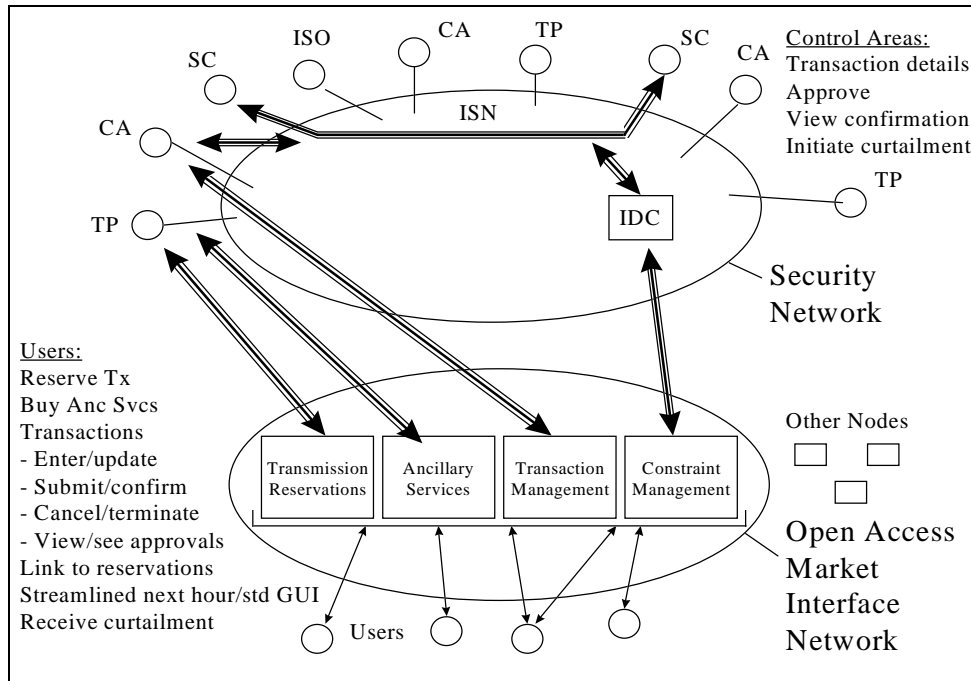 SC
ISO
CA
TP
SC
CA
ISN
CA
TP
TP
IDC
Control Areas:
Transaction details
Approve
View confirmation
Initiate curtailment
Security
Network
Users:
Reserve Tx
Buy Anc Svcs
Transactions
- Enter/update
- Submit/confirm
- Cancel/terminate
- View/see approvals
Link to reservations
Streamlined next hour/std GUI
Receive curtailment
Transmission
Reservations
Ancillary
Services
Transaction
Management
Constraint
Management
Users
Other Nodes
Open Access
Market
Interface
Network